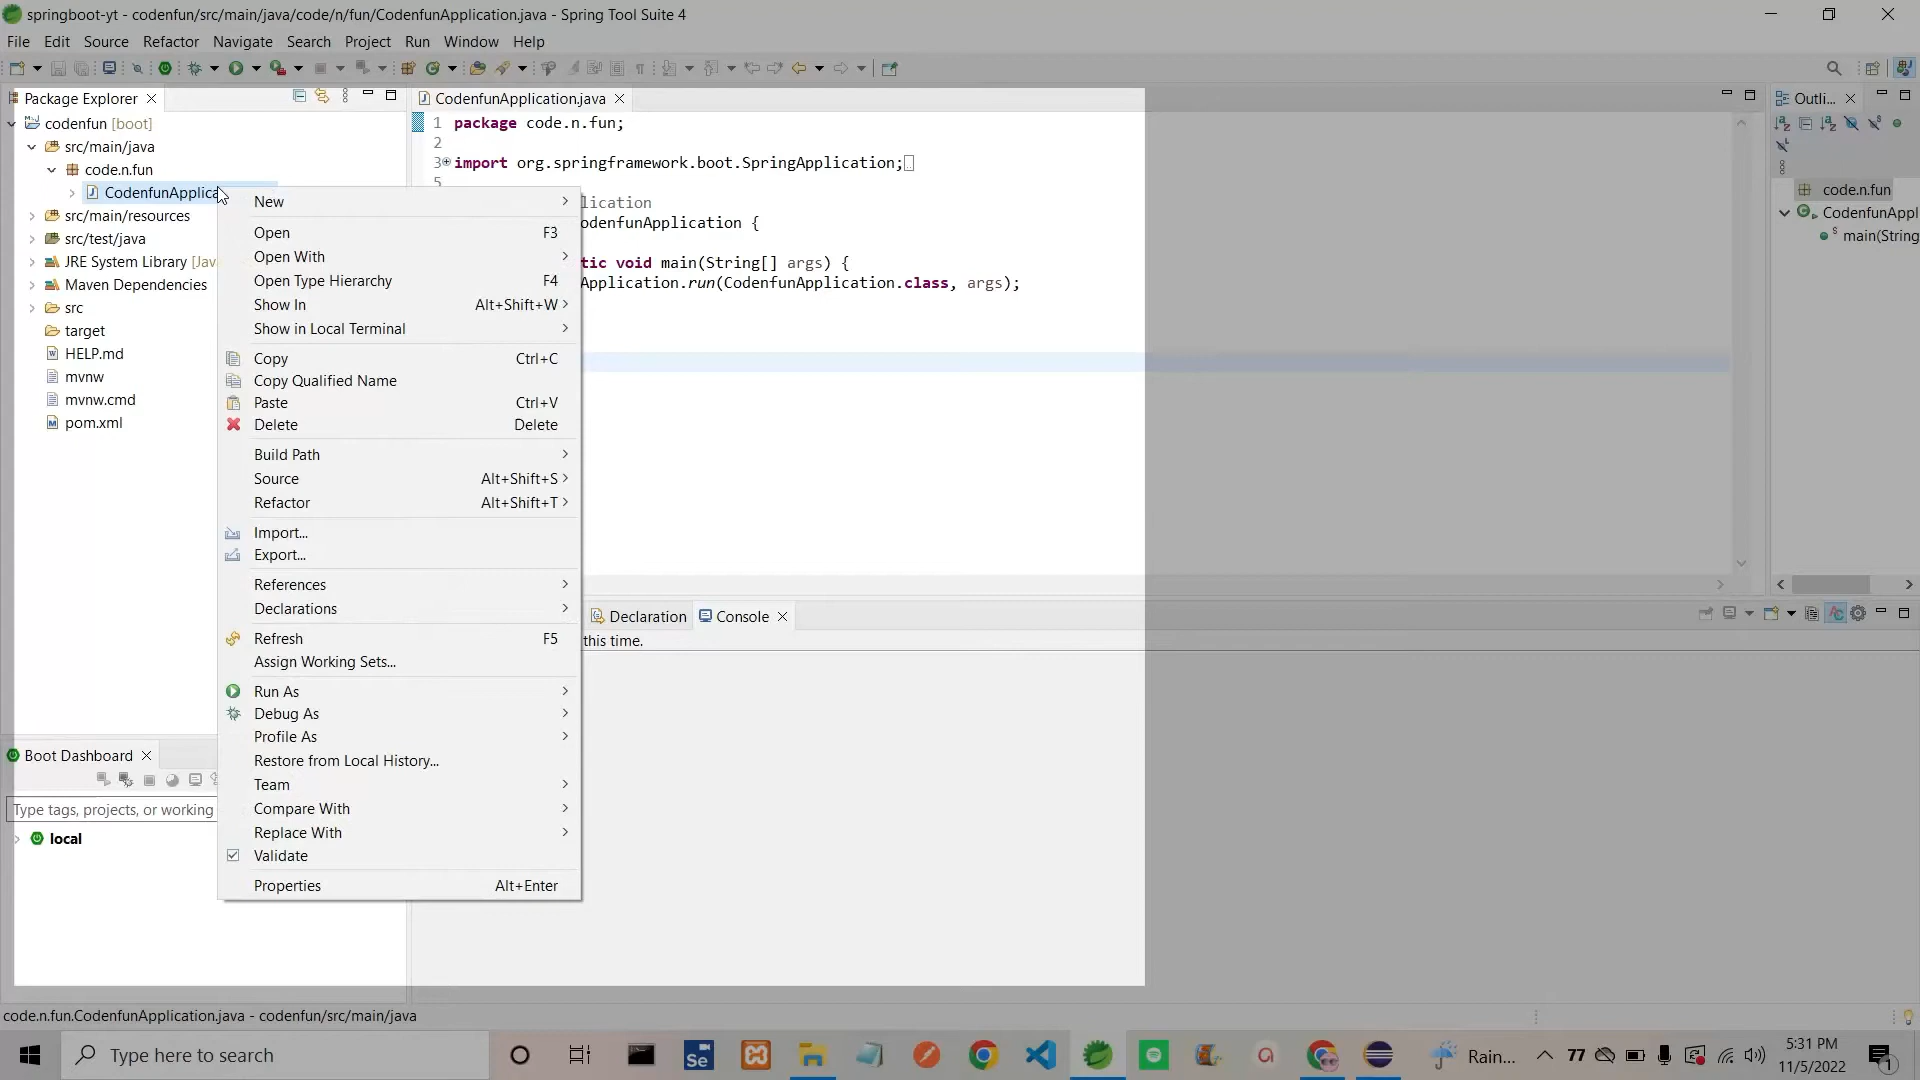 springboot-yt - codenfun/src/main/java/code/n/fun/CodenfunApplication.java - Spring Tool Suite 4
File Edit Source Refactor Navigate Search Project Run Window Help
Package Explorer
codenfun [boot]
src/main/java
code.n.fun
CodenfunApplica
src/main/resources
src/test/java
JRE System Library [Jav
Maven Dependencies
src
target
HELP.md
mvnw
mvnw.cmd
pom.xml
CodenfunApplication.java
1 package code.n.fun;
2
3 import org.springframework.boot.SpringApplication;
5
lication
odenfunApplication {
tic void main(String[] args) {
Application.run(CodenfunApplication.class, args);
New
Open F3
Open With
Open Type Hierarchy F4
Show In Alt+Shift+W
Show in Local Terminal
Copy Ctrl+C
Copy Qualified Name
Paste Ctrl+V
Delete Delete
Build Path
Source Alt+Shift+S
Refactor Alt+Shift+T
Import...
Export...
References
Declarations
Refresh F5
Assign Working Sets...
Run As
Debug As
Profile As
Restore from Local History...
Team
Compare With
Replace With
Validate
Properties Alt+Enter
Declaration Console
this time.
Outli...
code.n.fun
CodenfunAppl
main(String
Boot Dashboard
Type tags, projects, or working
local
code.n.fun.CodenfunApplication.java - codenfun/src/main/java
Type here to search
Se
Rain...
77
5:31 PM
11/5/2022
1